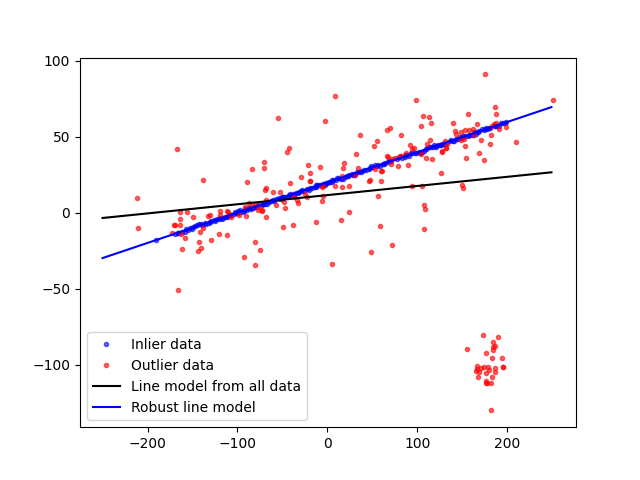 100
50
0
−50
−100
Inlier data
Outlier data
Line model from all data
Robust line model
−200
−100
0
100
200